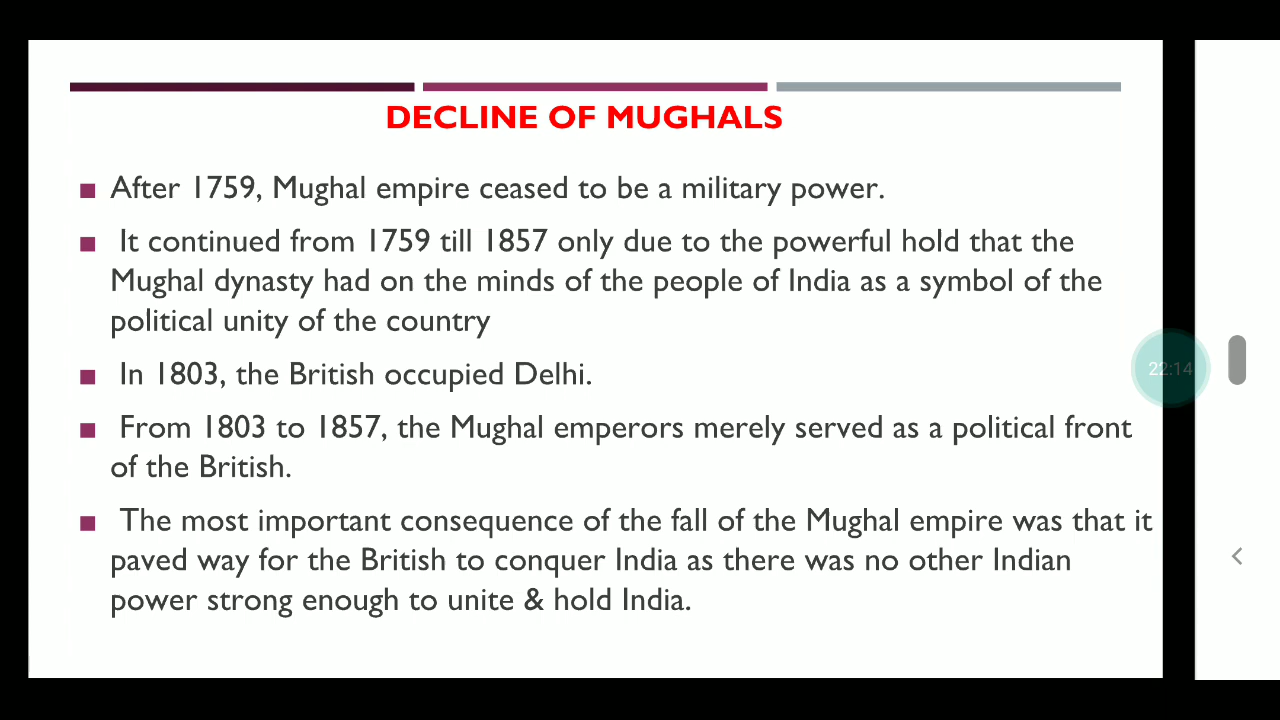 DECLINE OF MUGHALS
■ After 1759, Mughal empire ceased to be a military power.
■ It continued from 1759 till 1857 only due to the powerful hold that the
Mughal dynasty had on the minds of the people of India as a symbol of the
political unity of the country
■ In 1803, the British occupied Delhi.
22:14
■ From 1803 to 1857, the Mughal emperors merely served as a political front
of the British.
■ The most important consequence of the fall of the Mughal empire was that it
paved way for the British to conquer India as there was no other Indian
power strong enough to unite & hold India.